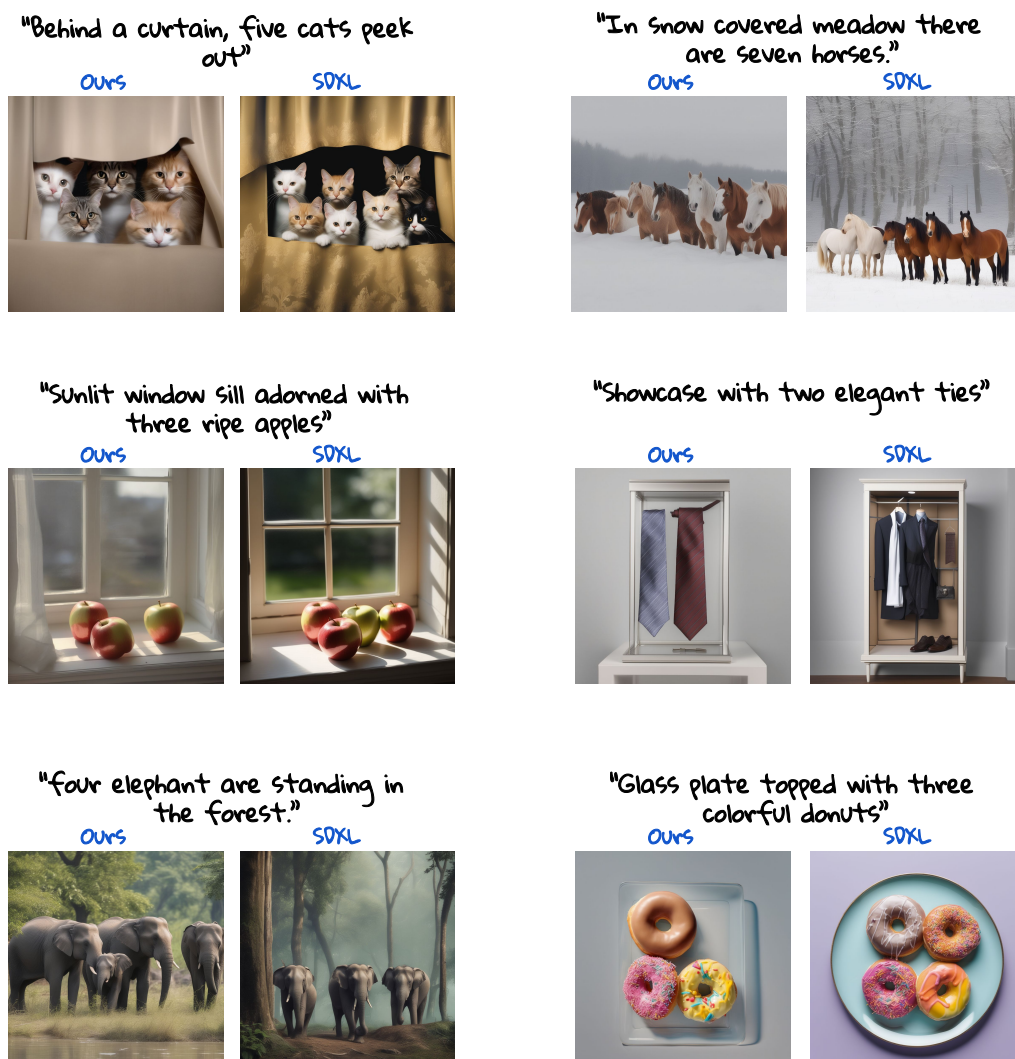 "Behind a curtain, five cats peek
out"
Ours
SDXL
"In snow covered meadow there
are seven horses."
Ours
SDXL
"Sunlit window sill adorned with
three ripe apples"
Ours
SDXL
"Showcase with two elegant ties"
Ours
SDXL
"four elephant are standing in
the forest."
Ours
SDXL
"Glass plate topped with three
colorful donuts"
Ours
SDXL